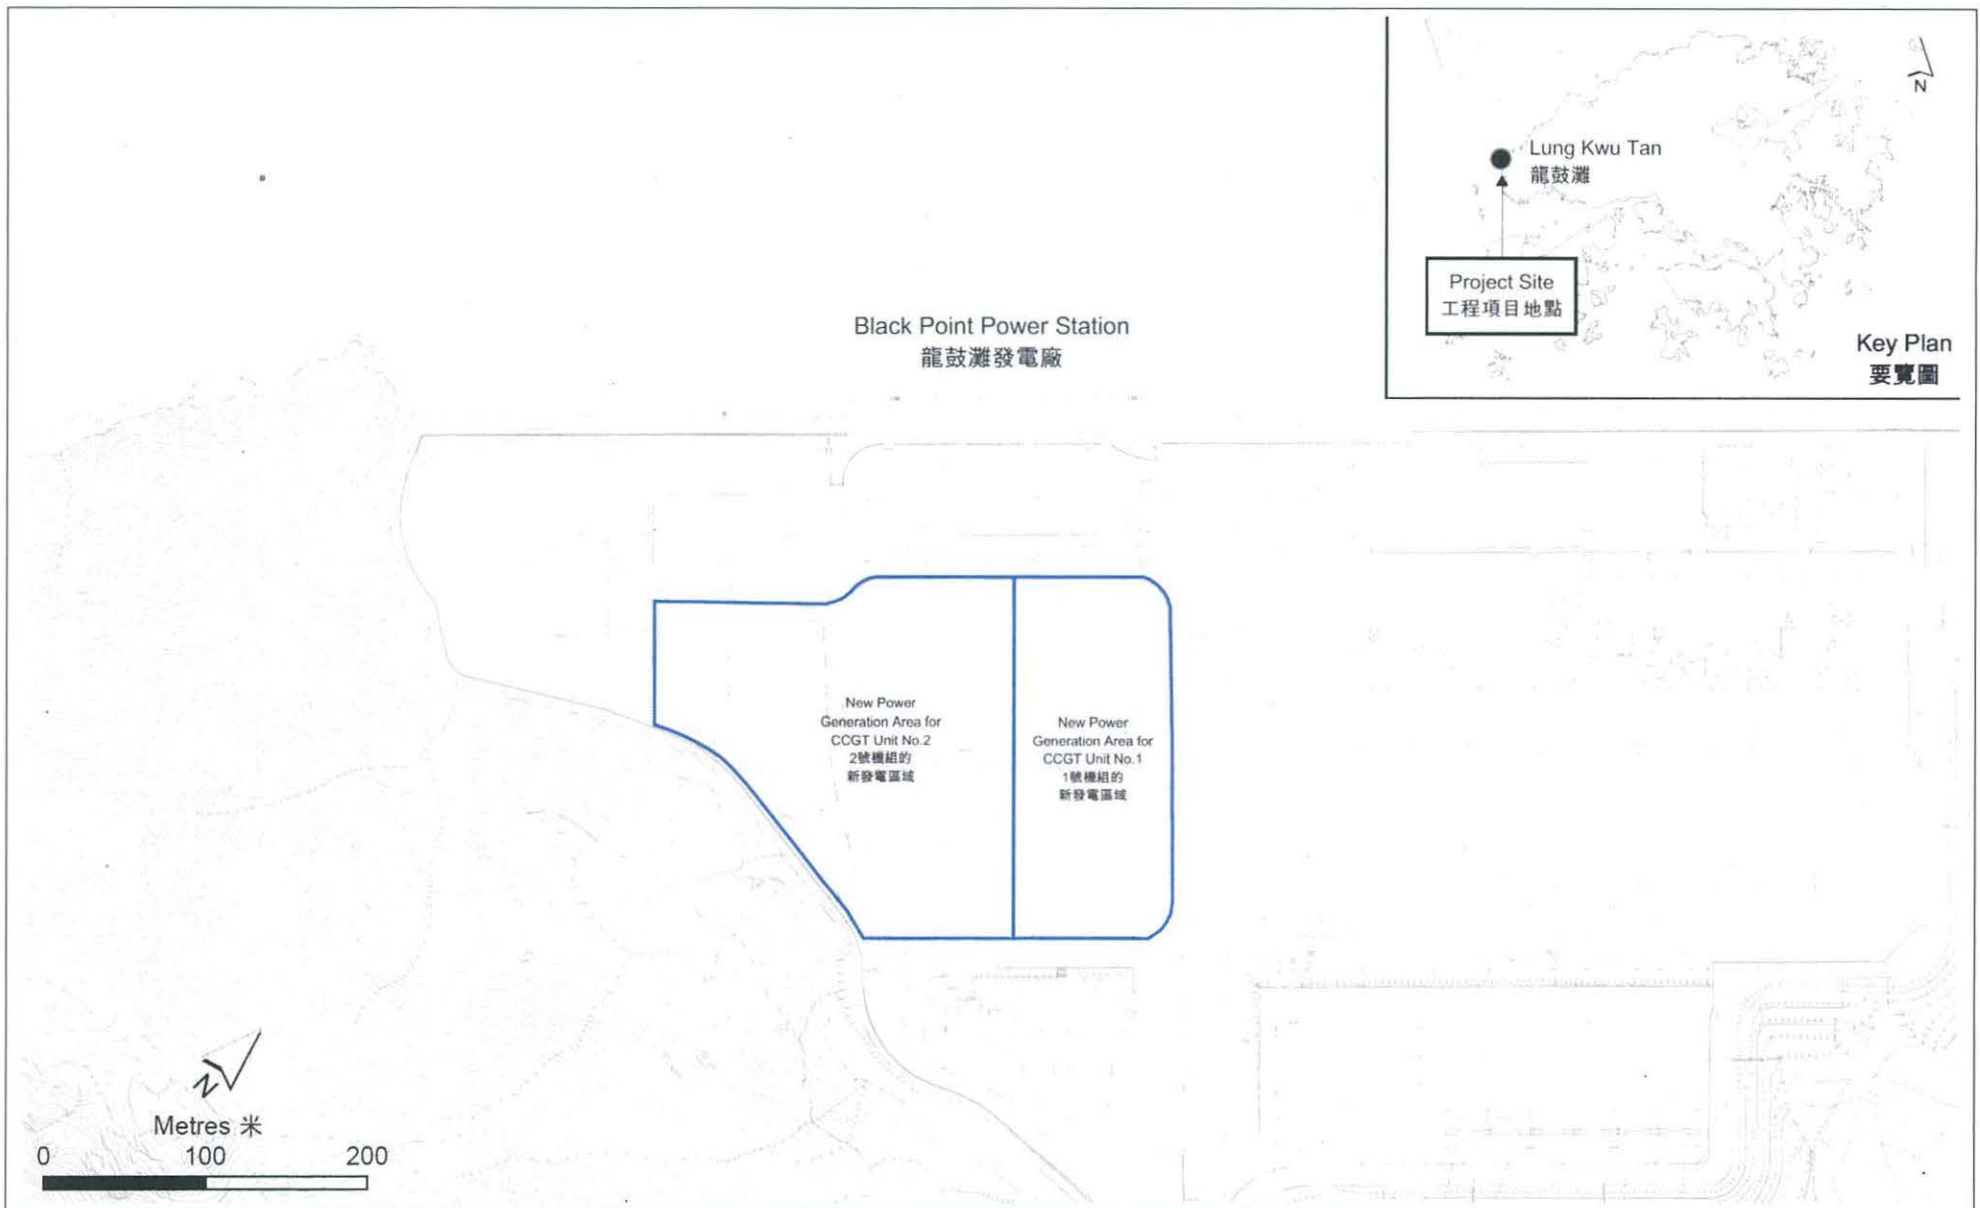 N
Lung Kwu Tan
龍鼓灘
Project Site
工程項目地點
Key Plan
要覽圖
Black Point Power Station
龍鼓灘發電廠
New Power
Generation Area for
CCGT Unit No.2
2號機組的
新發電區域
New Power
Generation Area for
CCGT Unit No.1
1號機組的
新發電區域
N
Metres 米
0 100 200